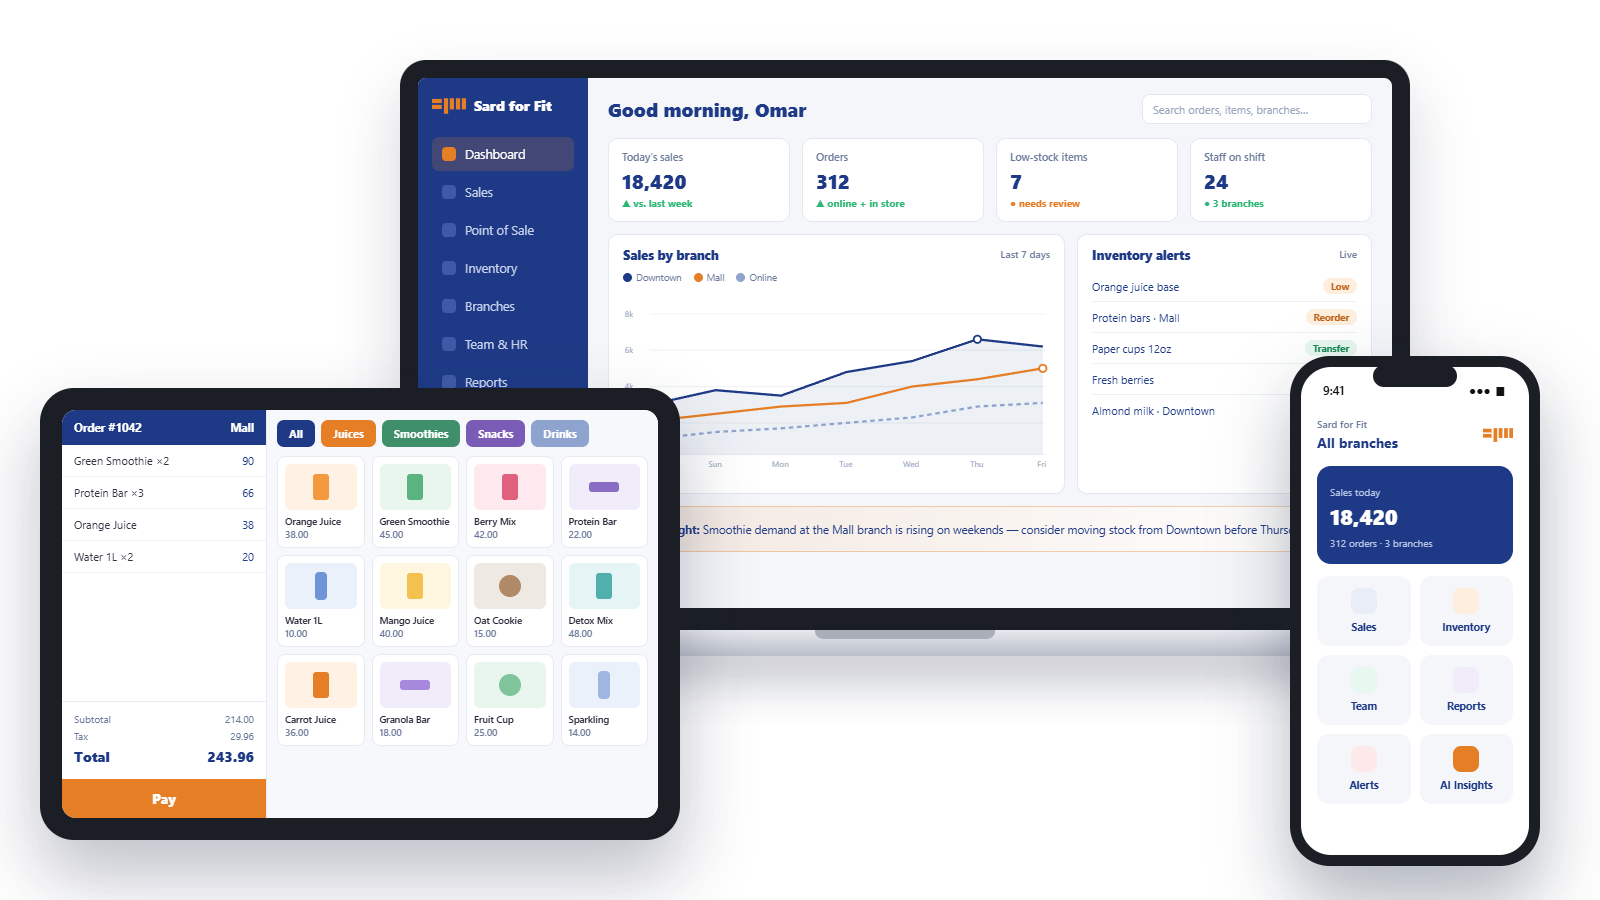 Sard for Fit
Dashboard
Sales
Point of Sale
Inventory
Branches
Team & HR
Reports
Good morning, Omar
Search orders, items, branches...
Today's sales
18,420
▲ vs. last week
Orders
312
▲ online + in store
Low-stock items
7
● needs review
Staff on shift
24
● 3 branches
Sales by branch
Last 7 days
Downtown
Mall
Online
8k
6k
4k
Sun
Mon
Tue
Wed
Thu
Fri
Inventory alerts
Live
Orange juice base
Low
Protein bars · Mall
Reorder
Paper cups 12oz
Transfer
Fresh berries
Almond milk · Downtown
Smoothie demand at the Mall branch is rising on weekends — consider moving stock from Downtown before
Order #1042
Mall
Green Smoothie ×2
90
Protein Bar ×3
66
Orange Juice
38
Water 1L ×2
20
Subtotal
214.00
Tax
29.96
Total
243.96
Pay
All
Juices
Smoothies
Snacks
Drinks
Orange Juice
38.00
Green Smoothie
45.00
Berry Mix
42.00
Protein Bar
22.00
Water 1L
10.00
Mango Juice
40.00
Oat Cookie
15.00
Detox Mix
48.00
Carrot Juice
36.00
Granola Bar
18.00
Fruit Cup
25.00
Sparkling
14.00
9:41
Sard for Fit
All branches
Sales today
18,420
312 orders · 3 branches
Sales
Inventory
Team
Reports
Alerts
AI Insights